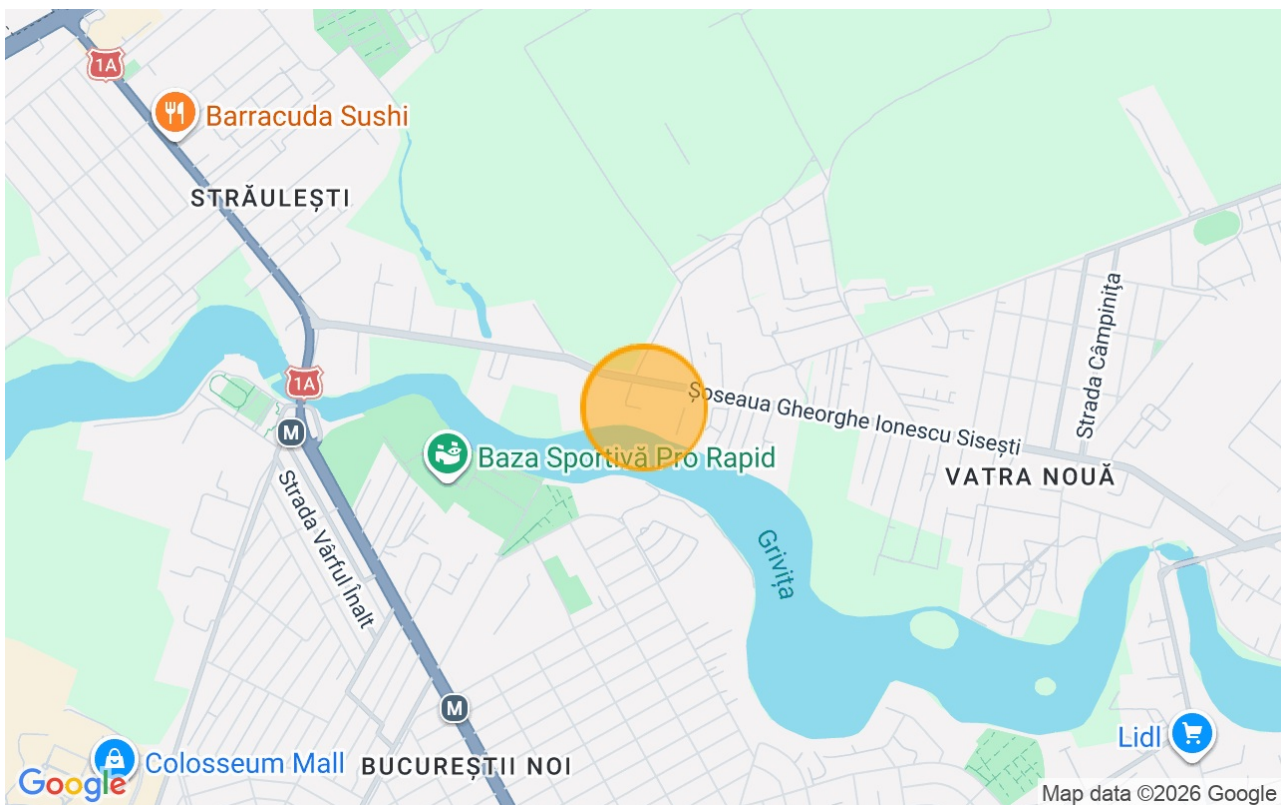 1A
Barracuda Sushi
STRĂULEȘTI
1A
M
Baza Sportivă Pro Rapid
Șoseaua Gheorghe Ionescu Sisești
Strada Câmpinița
VATRA NOUĂ
Strada Vârful Înalt
Grivița
M
Lidl
Colosseum Mall
BUCUREȘTII NOI
Google
Map data ©2026 Google